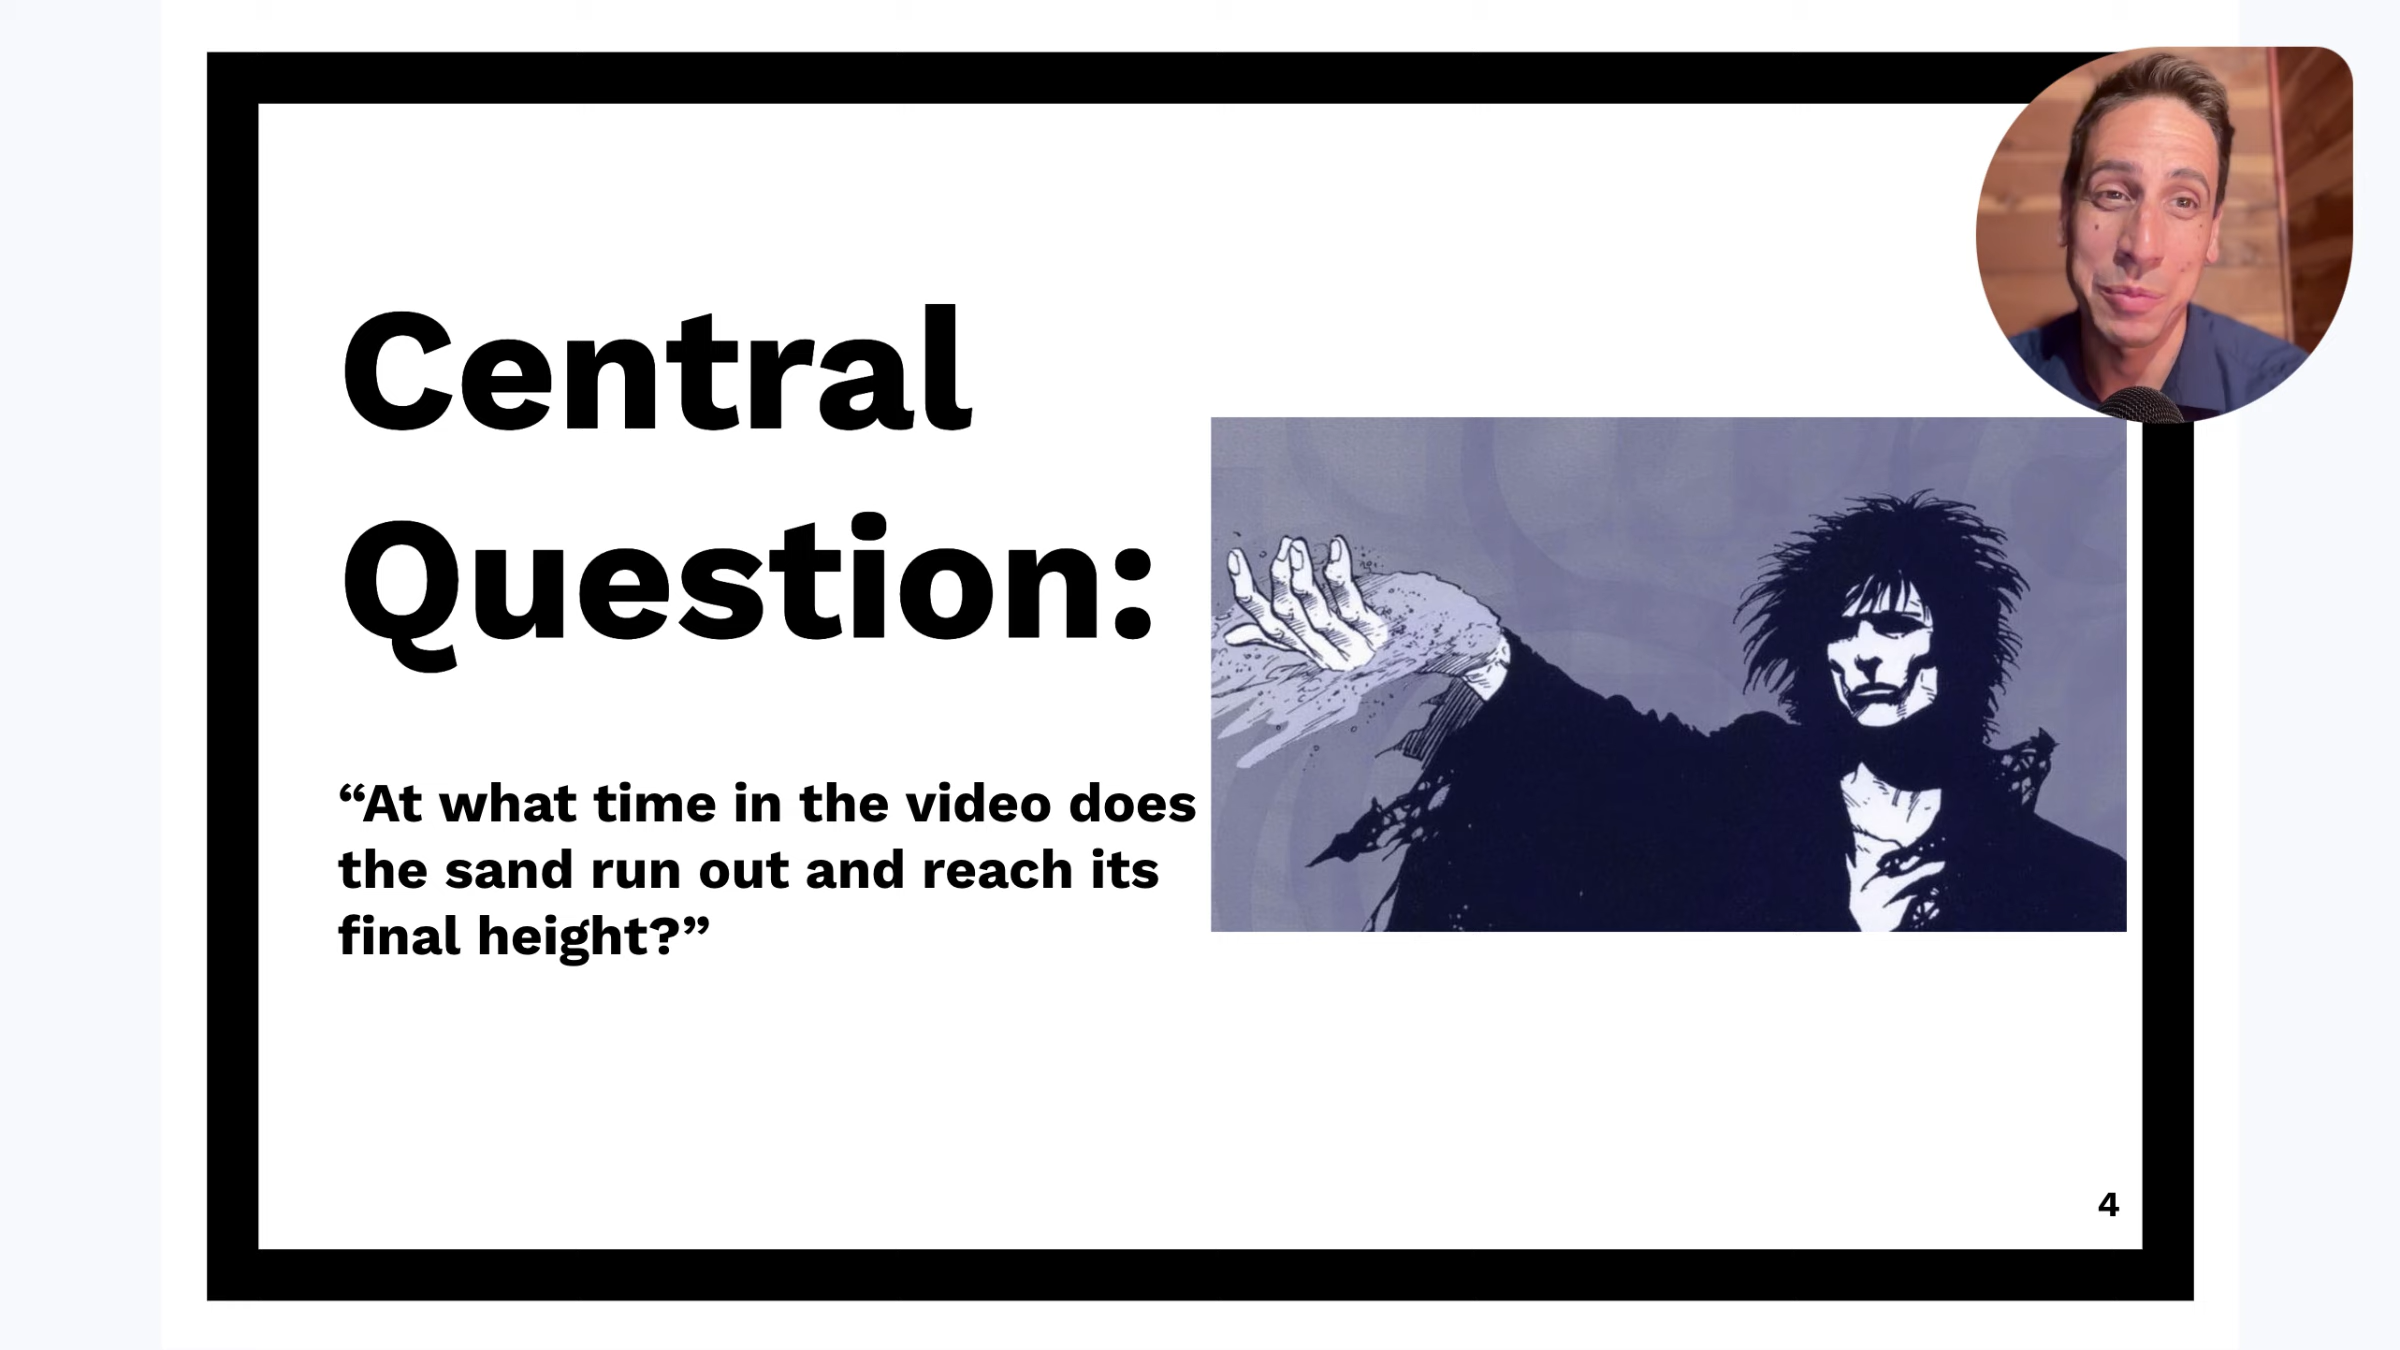 Central
Question:
“At what time in the video does
the sand run out and reach its
final height?”
4